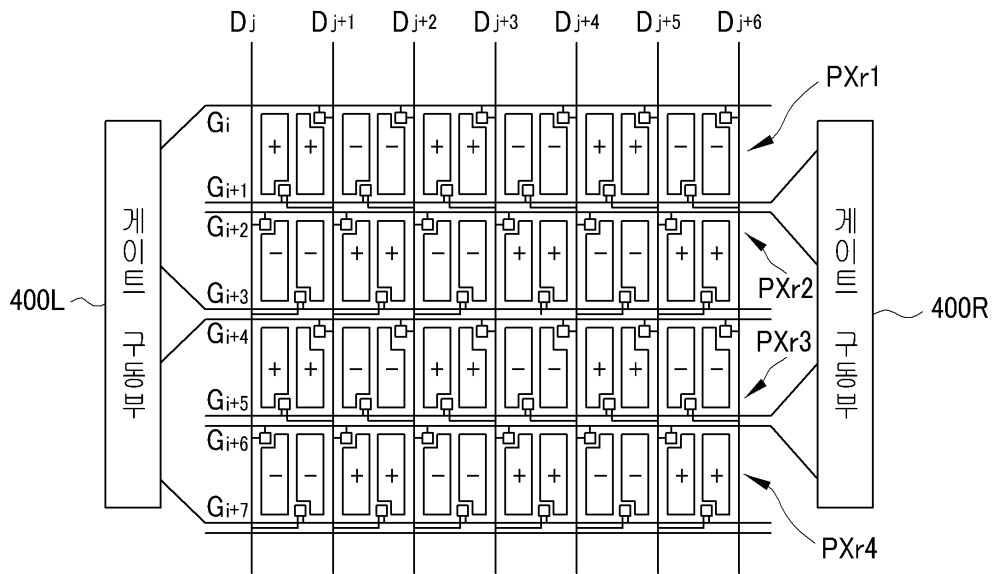 Dj Dj+1 Dj+2 Dj+3 Dj+4 Dj+5 Dj+6
PXr1
Gi
+ + − − + + − − + + − −
Gi+1
Gi+2
− − + + − − + + − − + +
PXr2
Gi+3
400L
게이트 구동부
게이트 구동부
400R
Gi+4
PXr3
+ + − − + + − − + + − −
Gi+5
Gi+6
− − + + − − + + − − + +
Gi+7
PXr4